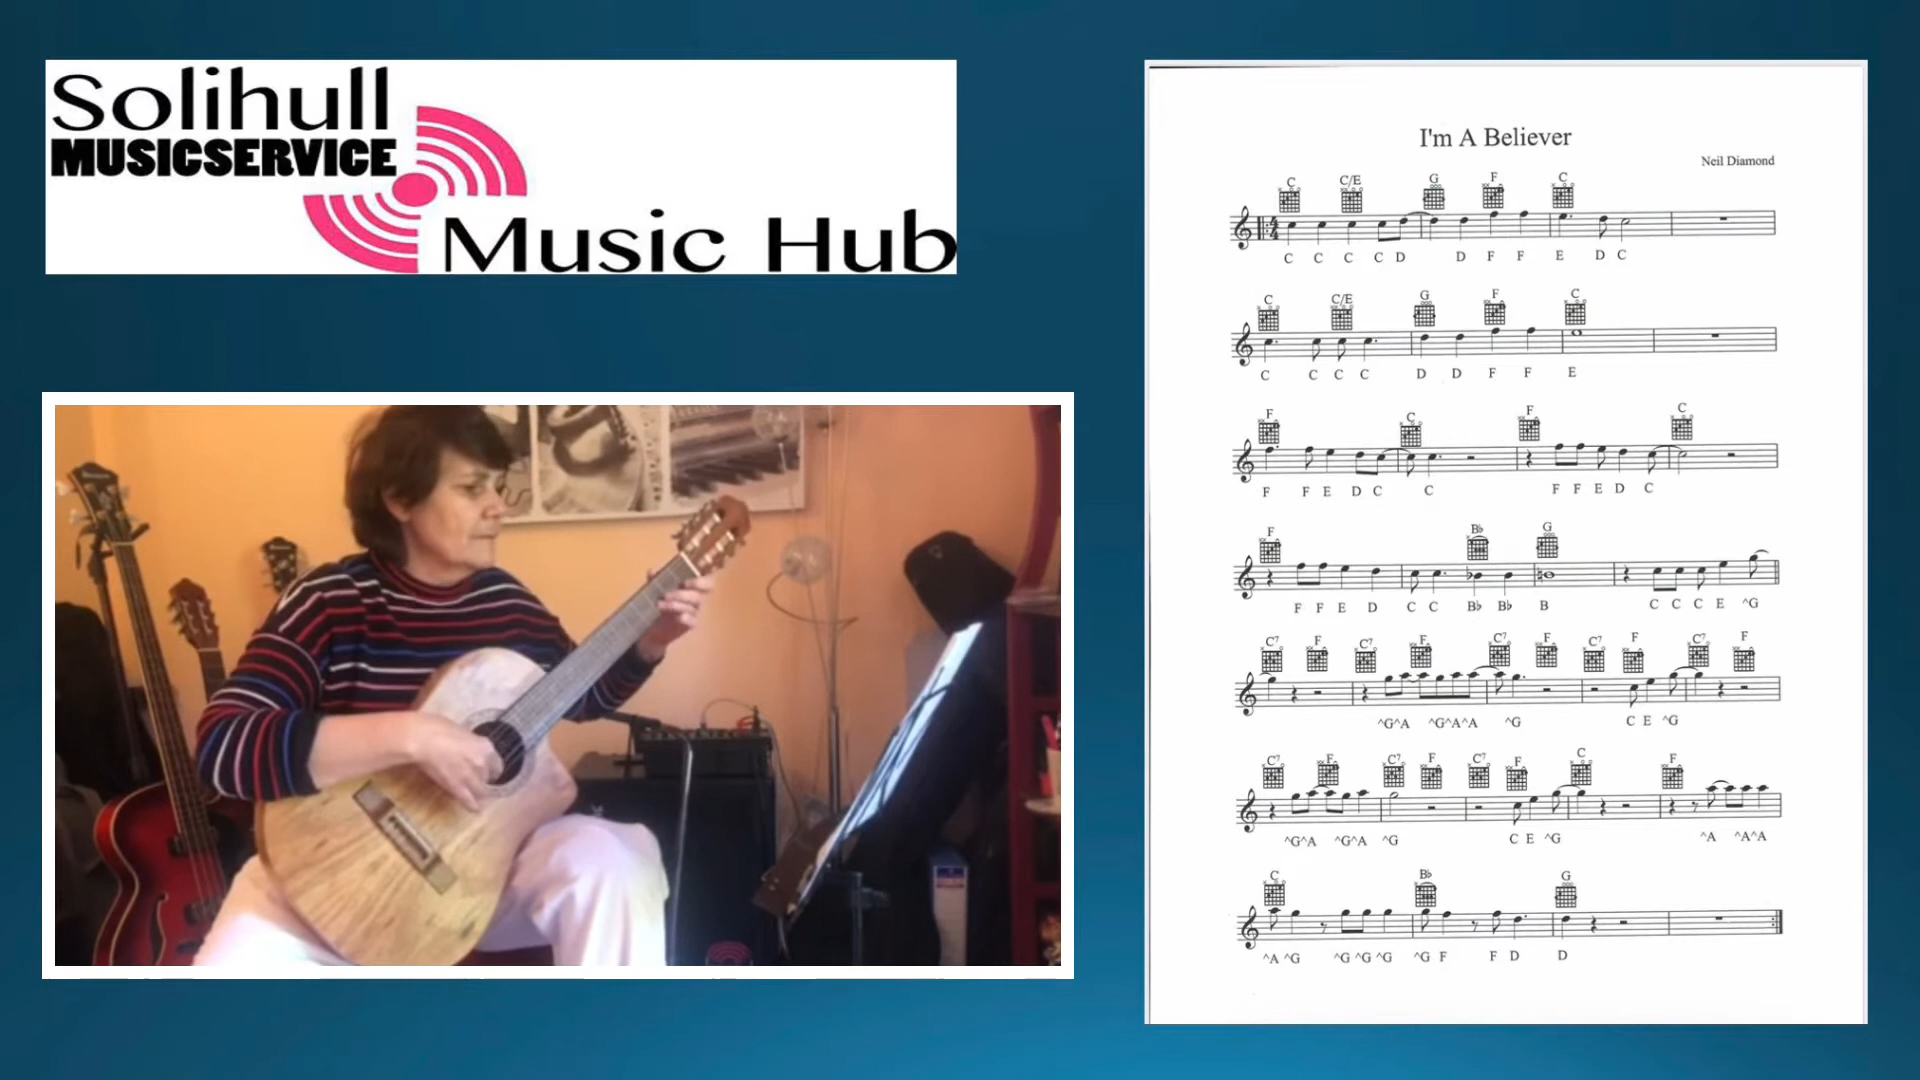 Solihull
MUSICSERVICE
Music Hub
I'm A Believer
Neil Diamond
C C/E G F C
C C C C D D F F E D C
C C/E G F C
C C C C D D F F E
F C F C
F F E D C C F F E D C
F B♭ G
F F E D C C B♭ B♭ B C C C E ^G
C7 F C7 F C7 F C7 F C7 F
^G^A ^G^A^A ^G C E ^G
C7 F C7 F C7 F C F
^G^A ^G^A ^G C E ^G ^A ^A^A
C B♭ G
^A ^G ^G ^G ^G ^G F F D D